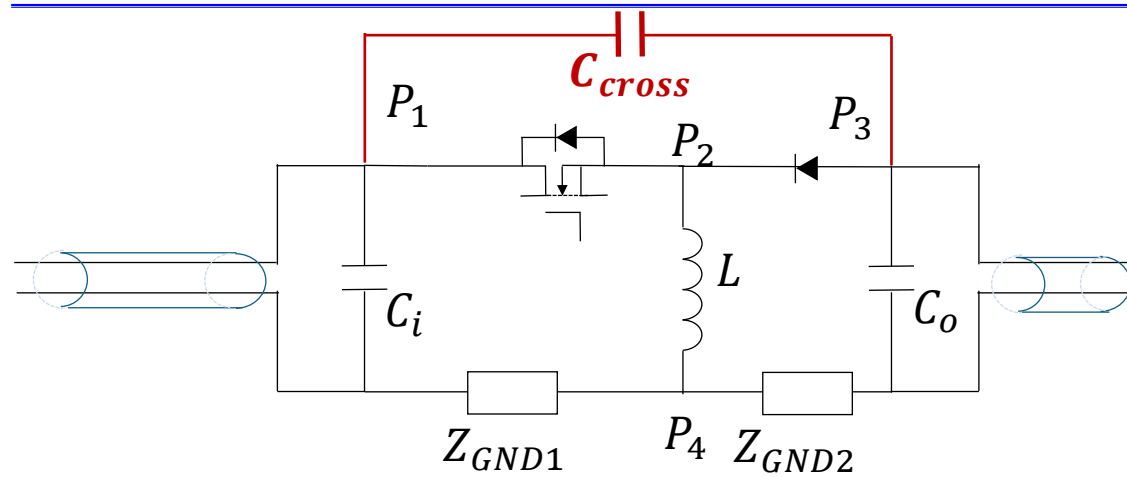 C_cross
P_1
P_2
P_3
C_i
L
C_o
Z_GND1
P_4
Z_GND2